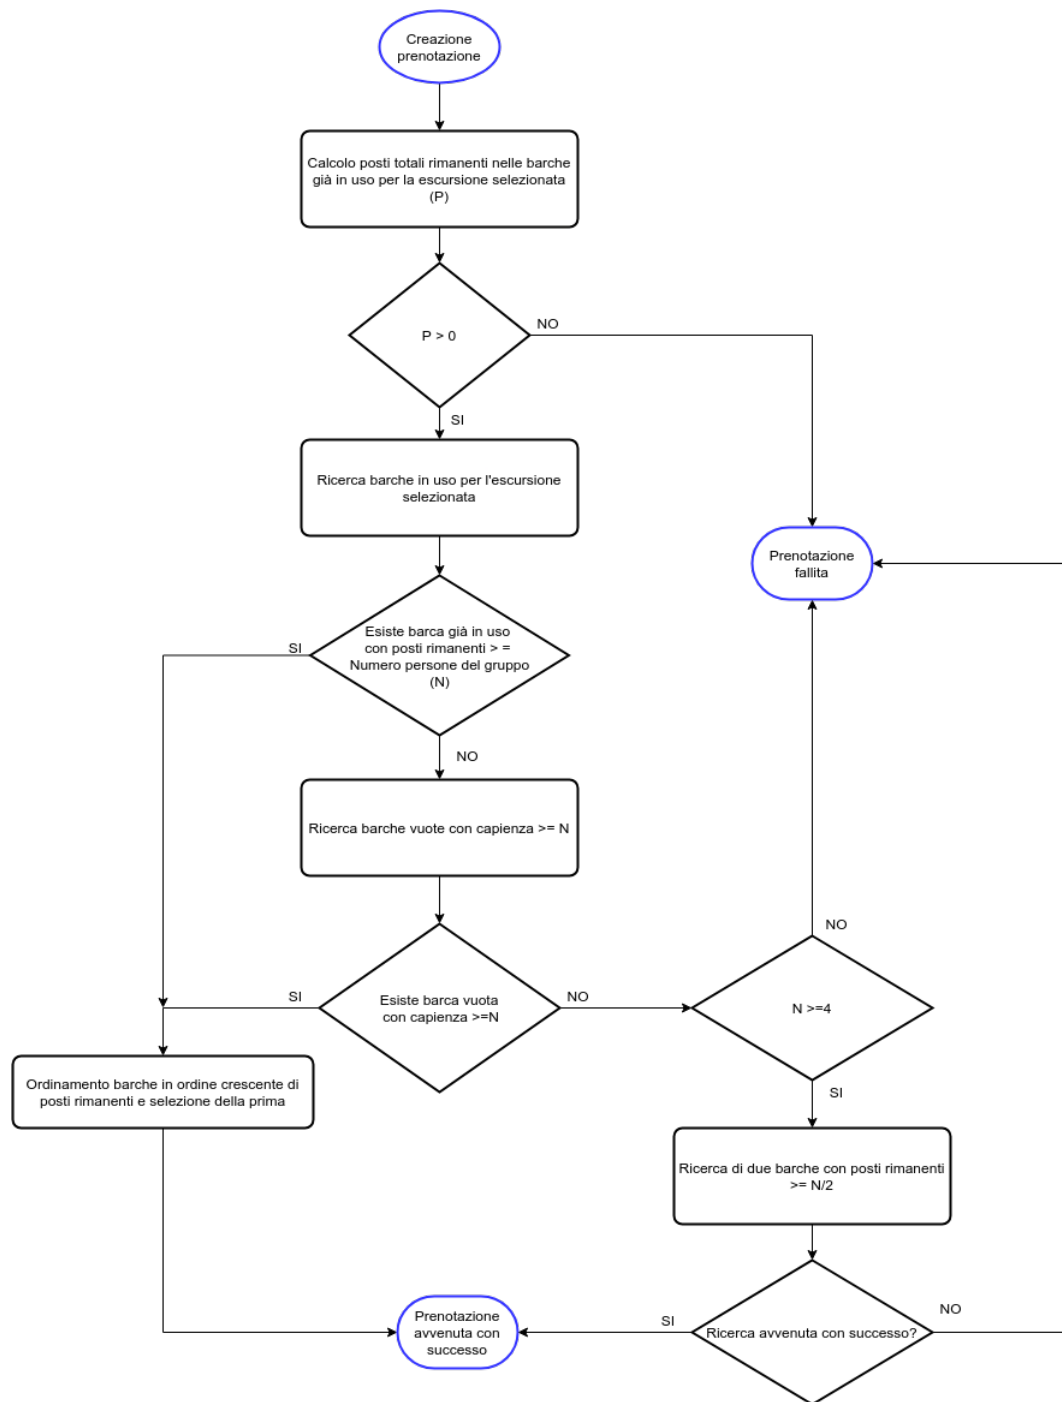 Creazione
prenotazione
Calcolo posti totali rimanenti nelle barche
già in uso per la escursione selezionata
(P)
P > 0
NO
SI
Ricerca barche in uso per l'escursione
selezionata
Prenotazione
fallita
Esiste barca già in uso
con posti rimanenti > =
Numero persone del gruppo
(N)
SI
NO
Ricerca barche vuote con capienza >= N
Esiste barca vuota
con capienza >=N
SI
NO
N >=4
NO
SI
Ordinamento barche in ordine crescente di
posti rimanenti e selezione della prima
Ricerca di due barche con posti rimanenti
>= N/2
Ricerca avvenuta con successo?
SI
NO
Prenotazione
avvenuta con
successo